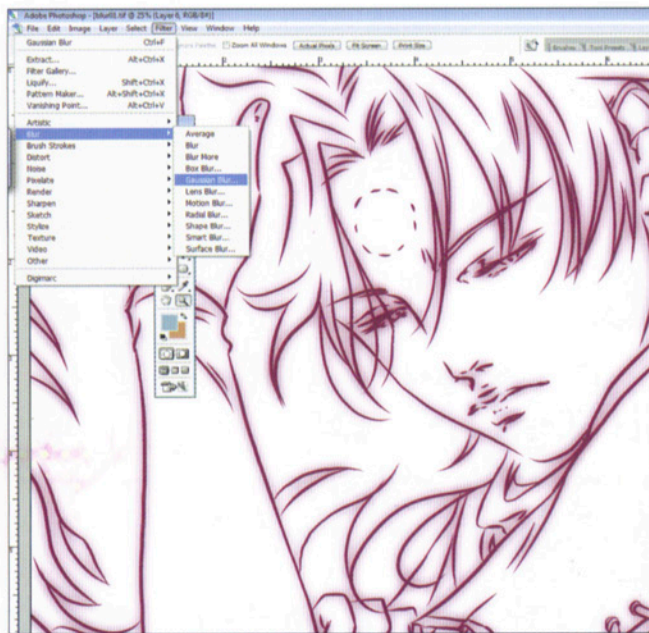 Adobe Photoshop - [blur01.tif @ 25% (Layer 6, RGB/8#)]
File Edit Image Layer Select Filter View Window Help
Zoom All Windows Actual Pixels Fit Screen Print Size
Brushes Tool Presets
Gaussian Blur Ctrl+F
Extract... Alt+Ctrl+X
Filter Gallery...
Liquify... Shift+Ctrl+X
Pattern Maker... Alt+Shift+Ctrl+X
Vanishing Point... Alt+Ctrl+V
Artistic
Blur
Brush Strokes
Distort
Noise
Pixelate
Render
Sharpen
Sketch
Stylize
Texture
Video
Other
Digimarc
Average
Blur
Blur More
Box Blur...
Gaussian Blur...
Lens Blur...
Motion Blur...
Radial Blur...
Shape Blur...
Smart Blur...
Surface Blur...